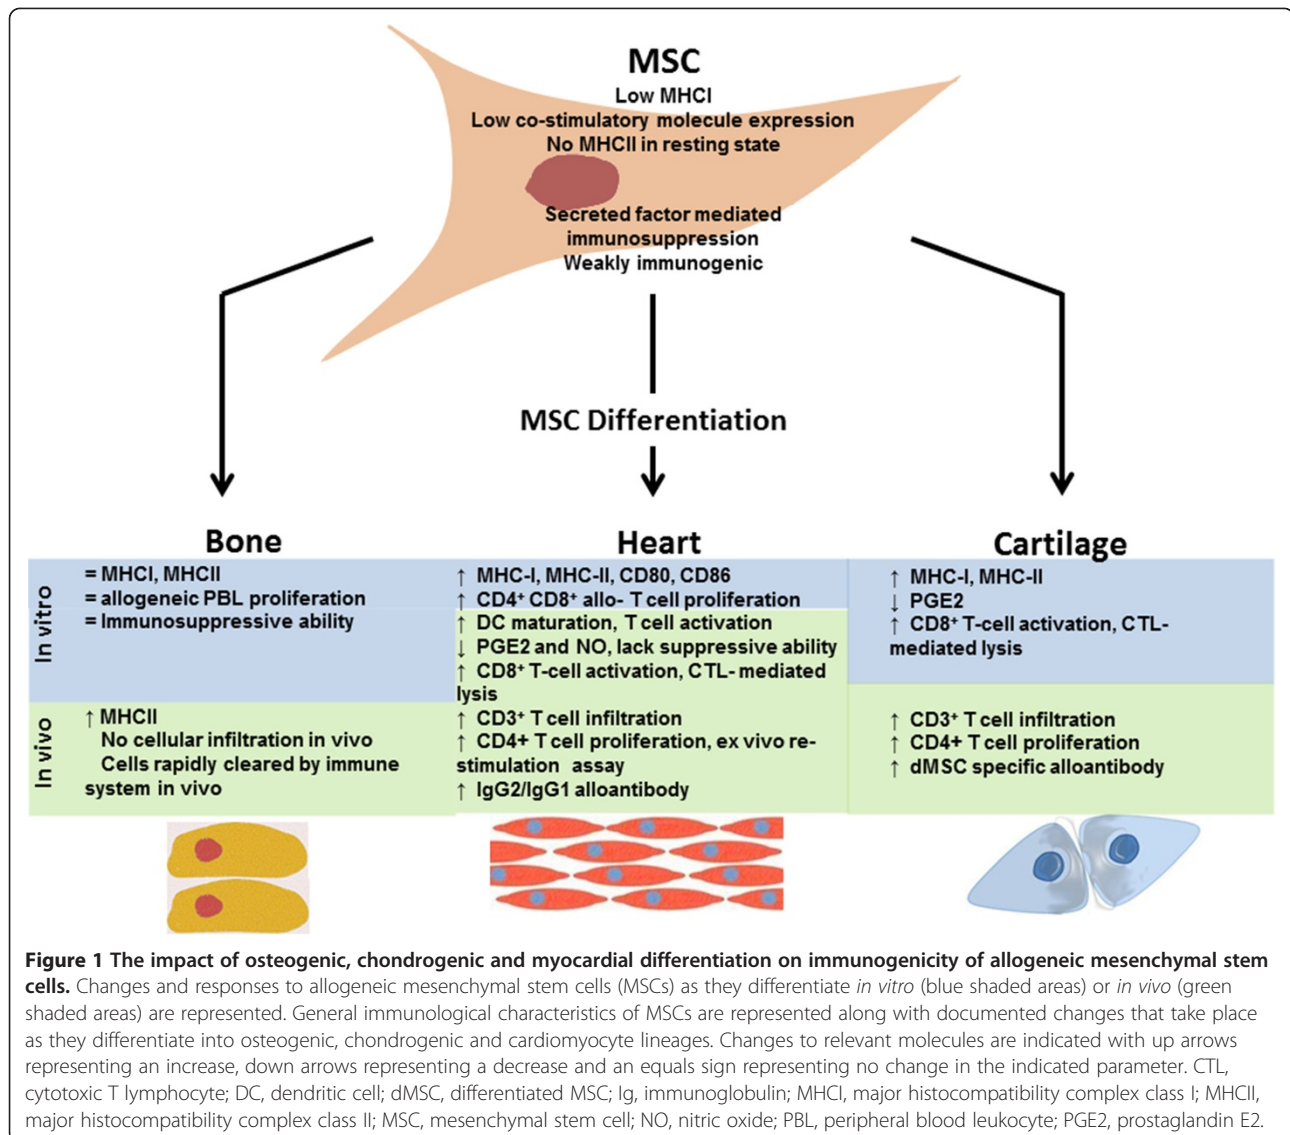 MSC
Low MHCI
Low co-stimulatory molecule expression
No MHCII in resting state
Secreted factor mediated
immunosuppression
Weakly immunogenic
MSC Differentiation
Bone
Heart
Cartilage
In vitro
= MHCI, MHCII
= allogeneic PBL proliferation
= Immunosuppressive ability
↑ MHC-I, MHC-II, CD80, CD86
↑ CD4⁺ CD8⁺ allo- T cell proliferation
↑ DC maturation, T cell activation
↓ PGE2 and NO, lack suppressive ability
↑ CD8⁺ T-cell activation, CTL- mediated
lysis
↑ MHC-I, MHC-II
↓ PGE2
↑ CD8⁺ T-cell activation, CTL-
mediated lysis
In vivo
↑ MHCII
No cellular infiltration in vivo
Cells rapidly cleared by immune
system in vivo
↑ CD3⁺ T cell infiltration
↑ CD4+ T cell proliferation, ex vivo re-
stimulation assay
↑ IgG2/IgG1 alloantibody
↑ CD3⁺ T cell infiltration
↑ CD4+ T cell proliferation
↑ dMSC specific alloantibody
Figure 1 The impact of osteogenic, chondrogenic and myocardial differentiation on immunogenicity of allogeneic mesenchymal stem
cells. Changes and responses to allogeneic mesenchymal stem cells (MSCs) as they differentiate in vitro (blue shaded areas) or in vivo (green
shaded areas) are represented. General immunological characteristics of MSCs are represented along with documented changes that take place
as they differentiate into osteogenic, chondrogenic and cardiomyocyte lineages. Changes to relevant molecules are indicated with up arrows
representing an increase, down arrows representing a decrease and an equals sign representing no change in the indicated parameter. CTL,
cytotoxic T lymphocyte; DC, dendritic cell; dMSC, differentiated MSC; Ig, immunoglobulin; MHCI, major histocompatibility complex class I; MHCII,
major histocompatibility complex class II; MSC, mesenchymal stem cell; NO, nitric oxide; PBL, peripheral blood leukocyte; PGE2, prostaglandin E2.